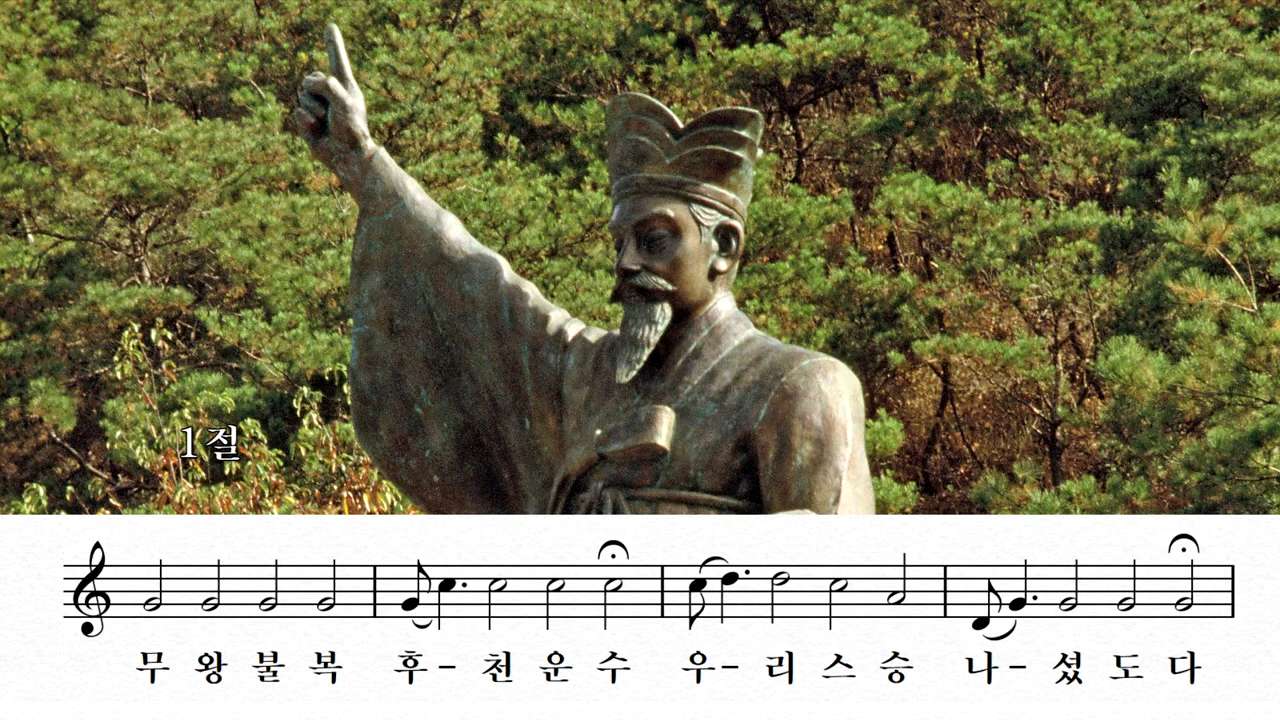 1절
무 왕 불 복 후 - 천 운 수 우 - 리 스 승 나 - 셨 도 다